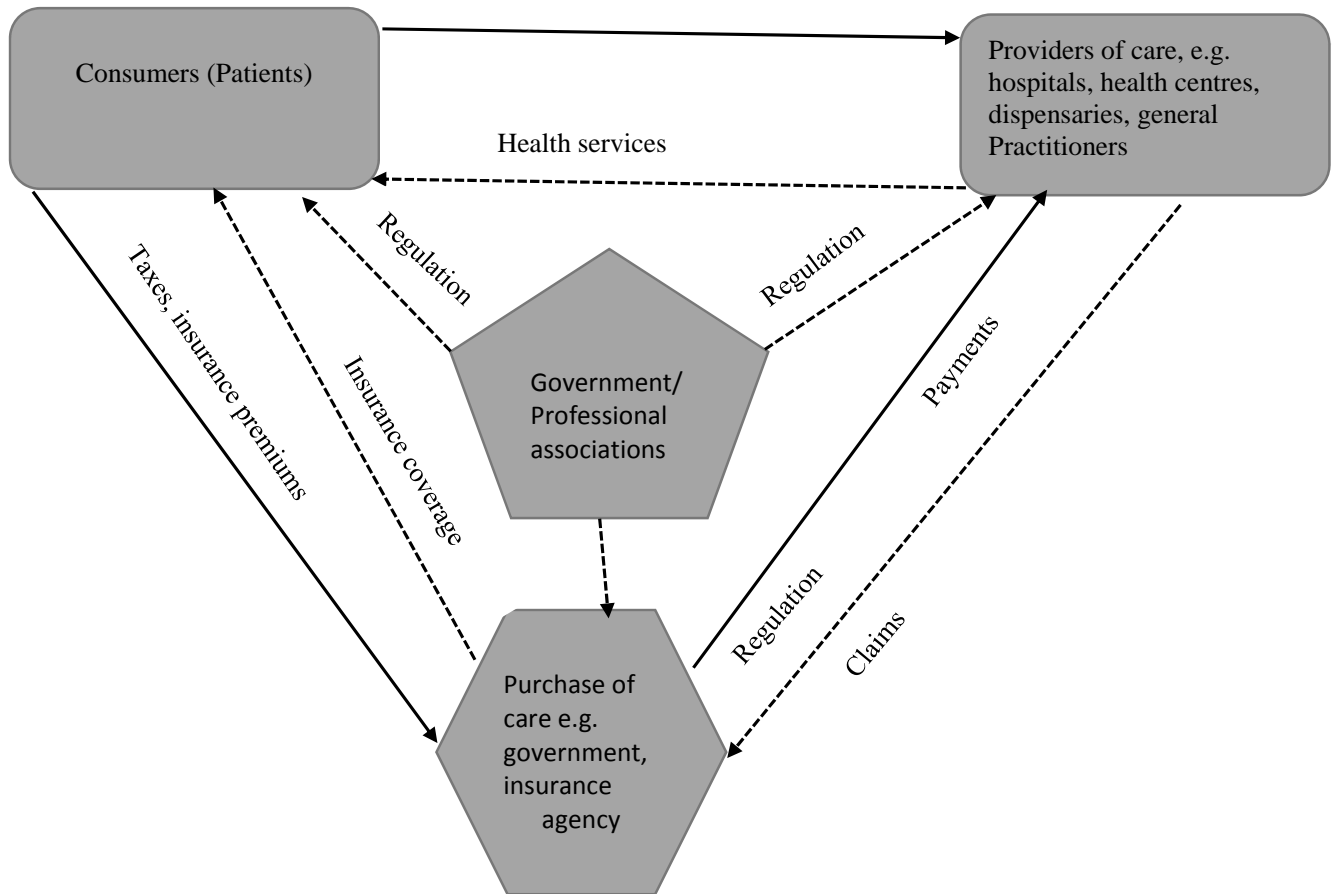 Consumers (Patients)
Providers of care, e.g.
hospitals, health centres,
dispensaries, general
Practitioners
Health services
Regulation
Regulation
Taxes, insurance premiums
Insurance coverage
Government/
Professional
associations
Payments
Regulation
Claims
Purchase of
care e.g.
government,
insurance
agency